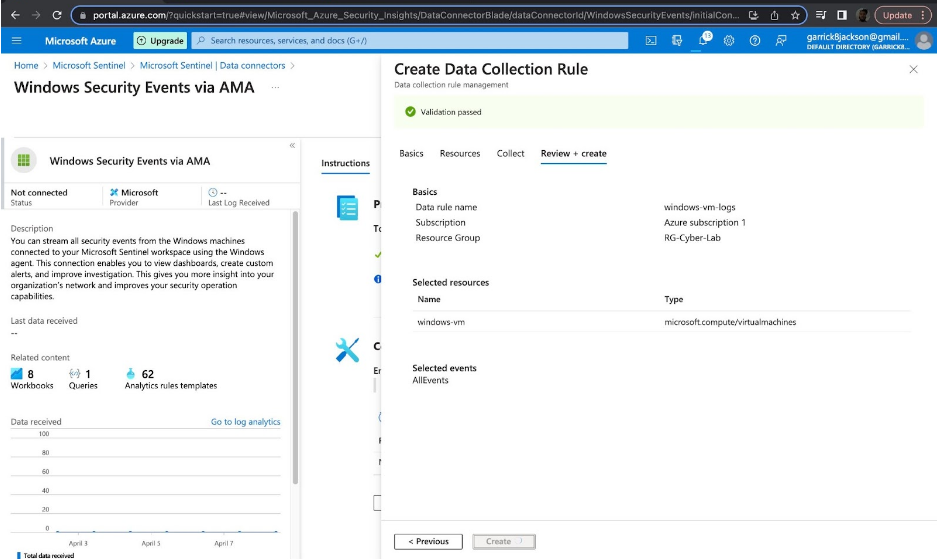 portal.azure.com/?quickstart=true#view/Microsoft_Azure_Security_Insights/DataConnectorBlade/dataConnectorId/WindowsSecurityEvents/initialCon...
Update
Microsoft Azure
Upgrade
Search resources, services, and docs (G+/)
13
garrick8jackson@gmail....
DEFAULT DIRECTORY (GARRICK8...
Home > Microsoft Sentinel > Microsoft Sentinel | Data connectors >
Windows Security Events via AMA ...
Windows Security Events via AMA
Not connected
Status
Microsoft
Provider
--
Last Log Received
Description
You can stream all security events from the Windows machines
connected to your Microsoft Sentinel workspace using the Windows
agent. This connection enables you to view dashboards, create custom
alerts, and improve investigation. This gives you more insight into your
organization's network and improves your security operation
capabilities.
Last data received
--
Related content
8
Workbooks
1
Queries
62
Analytics rules templates
Data received
Go to log analytics
100
80
60
40
20
0
April 3
April 5
April 7
Total data received
Instructions
Create Data Collection Rule
Data collection rule management
Validation passed
Basics
Resources
Collect
Review + create
Basics
Data rule name
windows-vm-logs
Subscription
Azure subscription 1
Resource Group
RG-Cyber-Lab
Selected resources
Name
Type
windows-vm
microsoft.compute/virtualmachines
Selected events
AllEvents
< Previous
Create